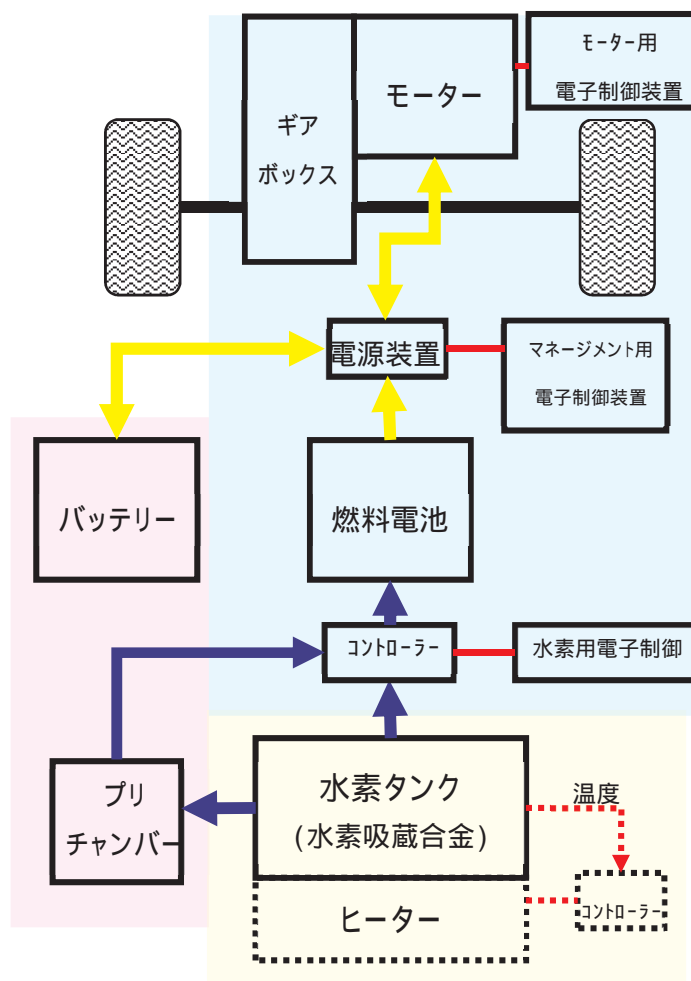 モーター用
電子制御装置
モーター
ギア
ボックス
電源装置
マネージメント用
電子制御装置
バッテリー
燃料電池
コントローラー
水素用電子制御
プリ
チャンバー
水素タンク
(水素吸蔵合金)
温度
コントローラー
ヒーター